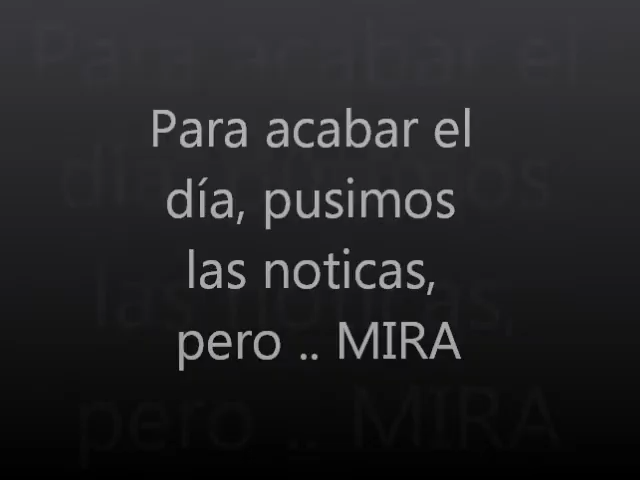 Para acabar el
día, pusimos
las noticas,
pero .. MIRA